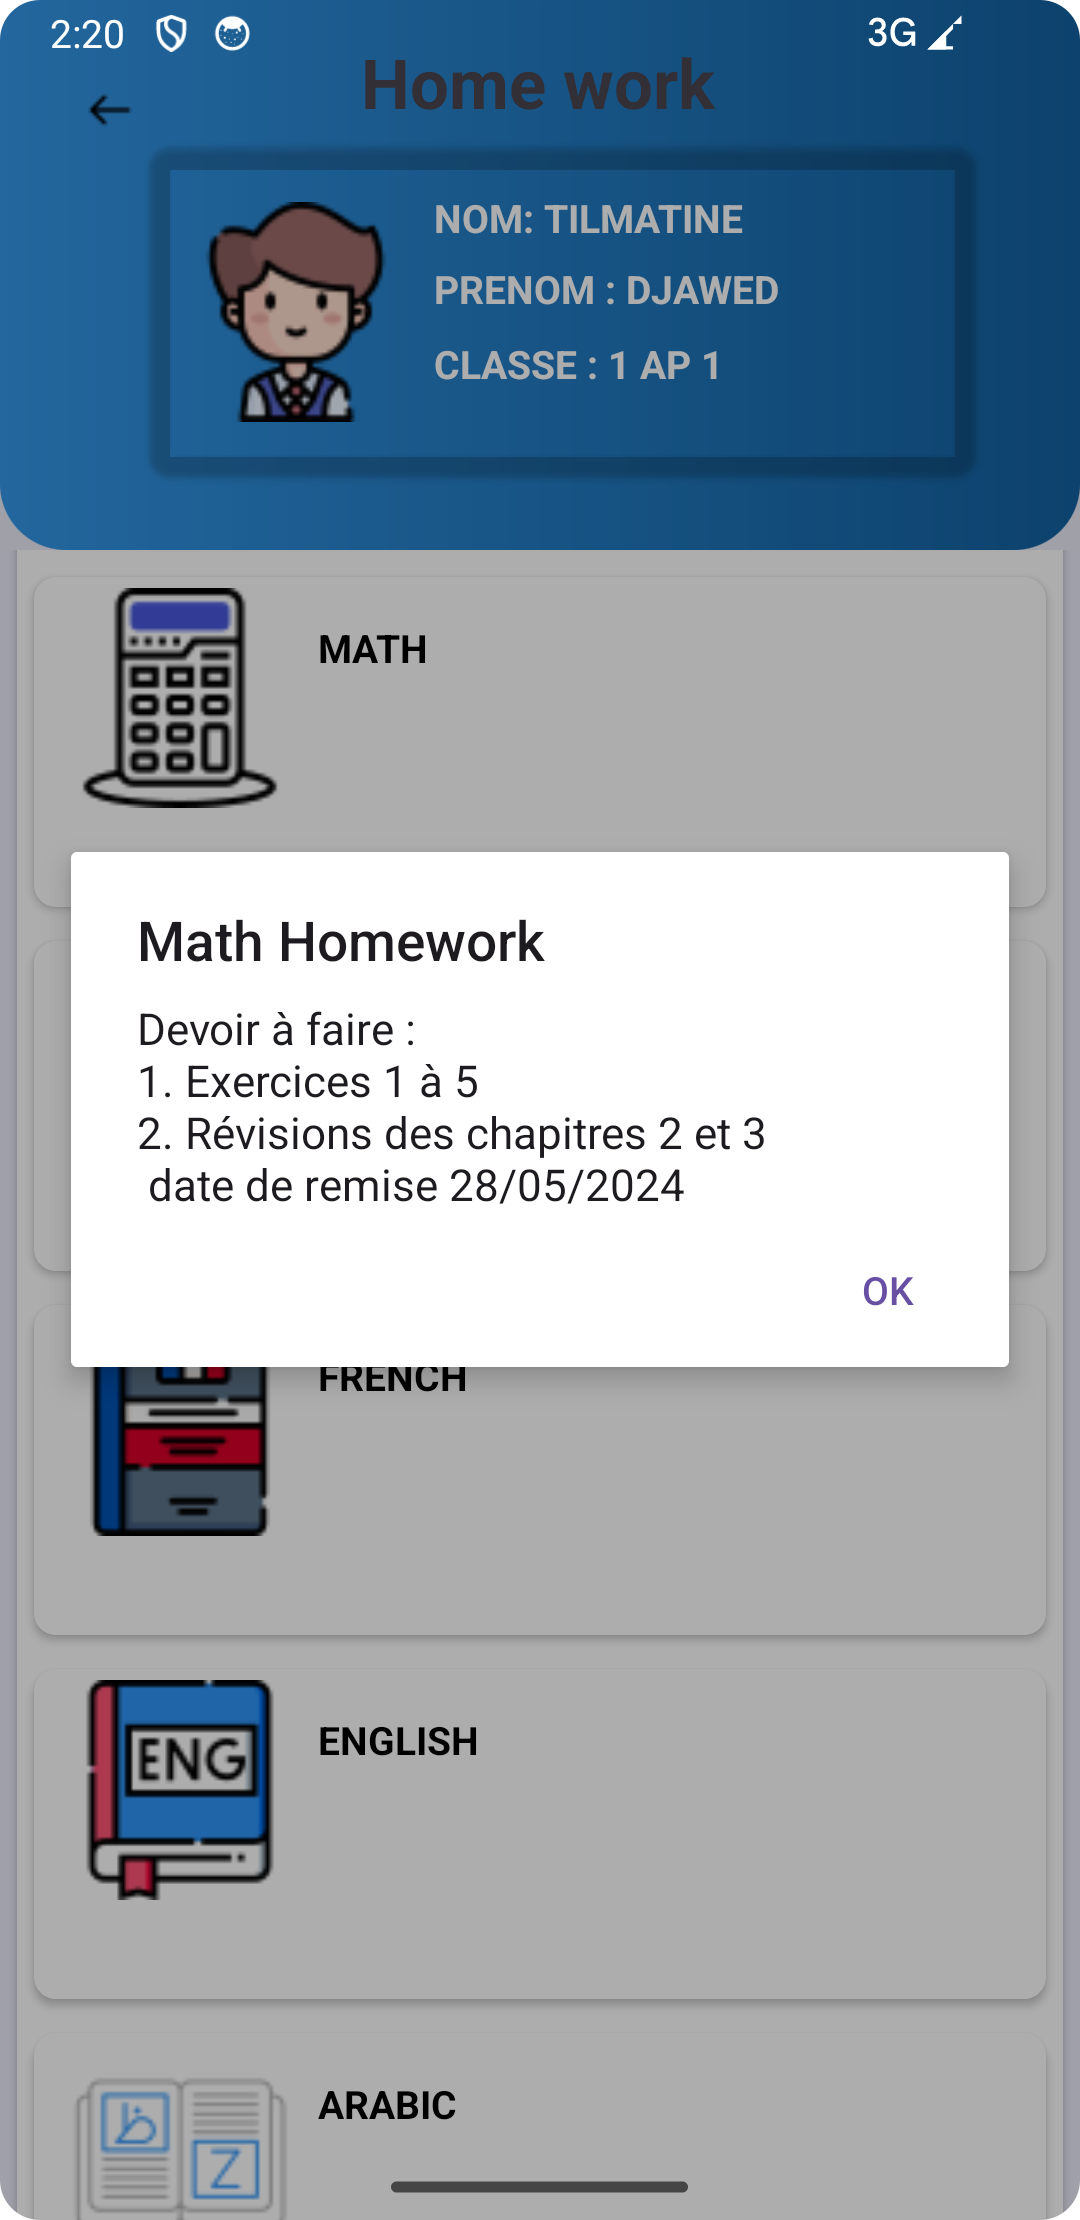 2:20
3G
Home work
NOM: TILMATINE
PRENOM : DJAWED
CLASSE : 1 AP 1
MATH
Math Homework
Devoir à faire :
1. Exercices 1 à 5
2. Révisions des chapitres 2 et 3
date de remise 28/05/2024
OK
FRENCH
ENG
ENGLISH
ARABIC
ط
Z